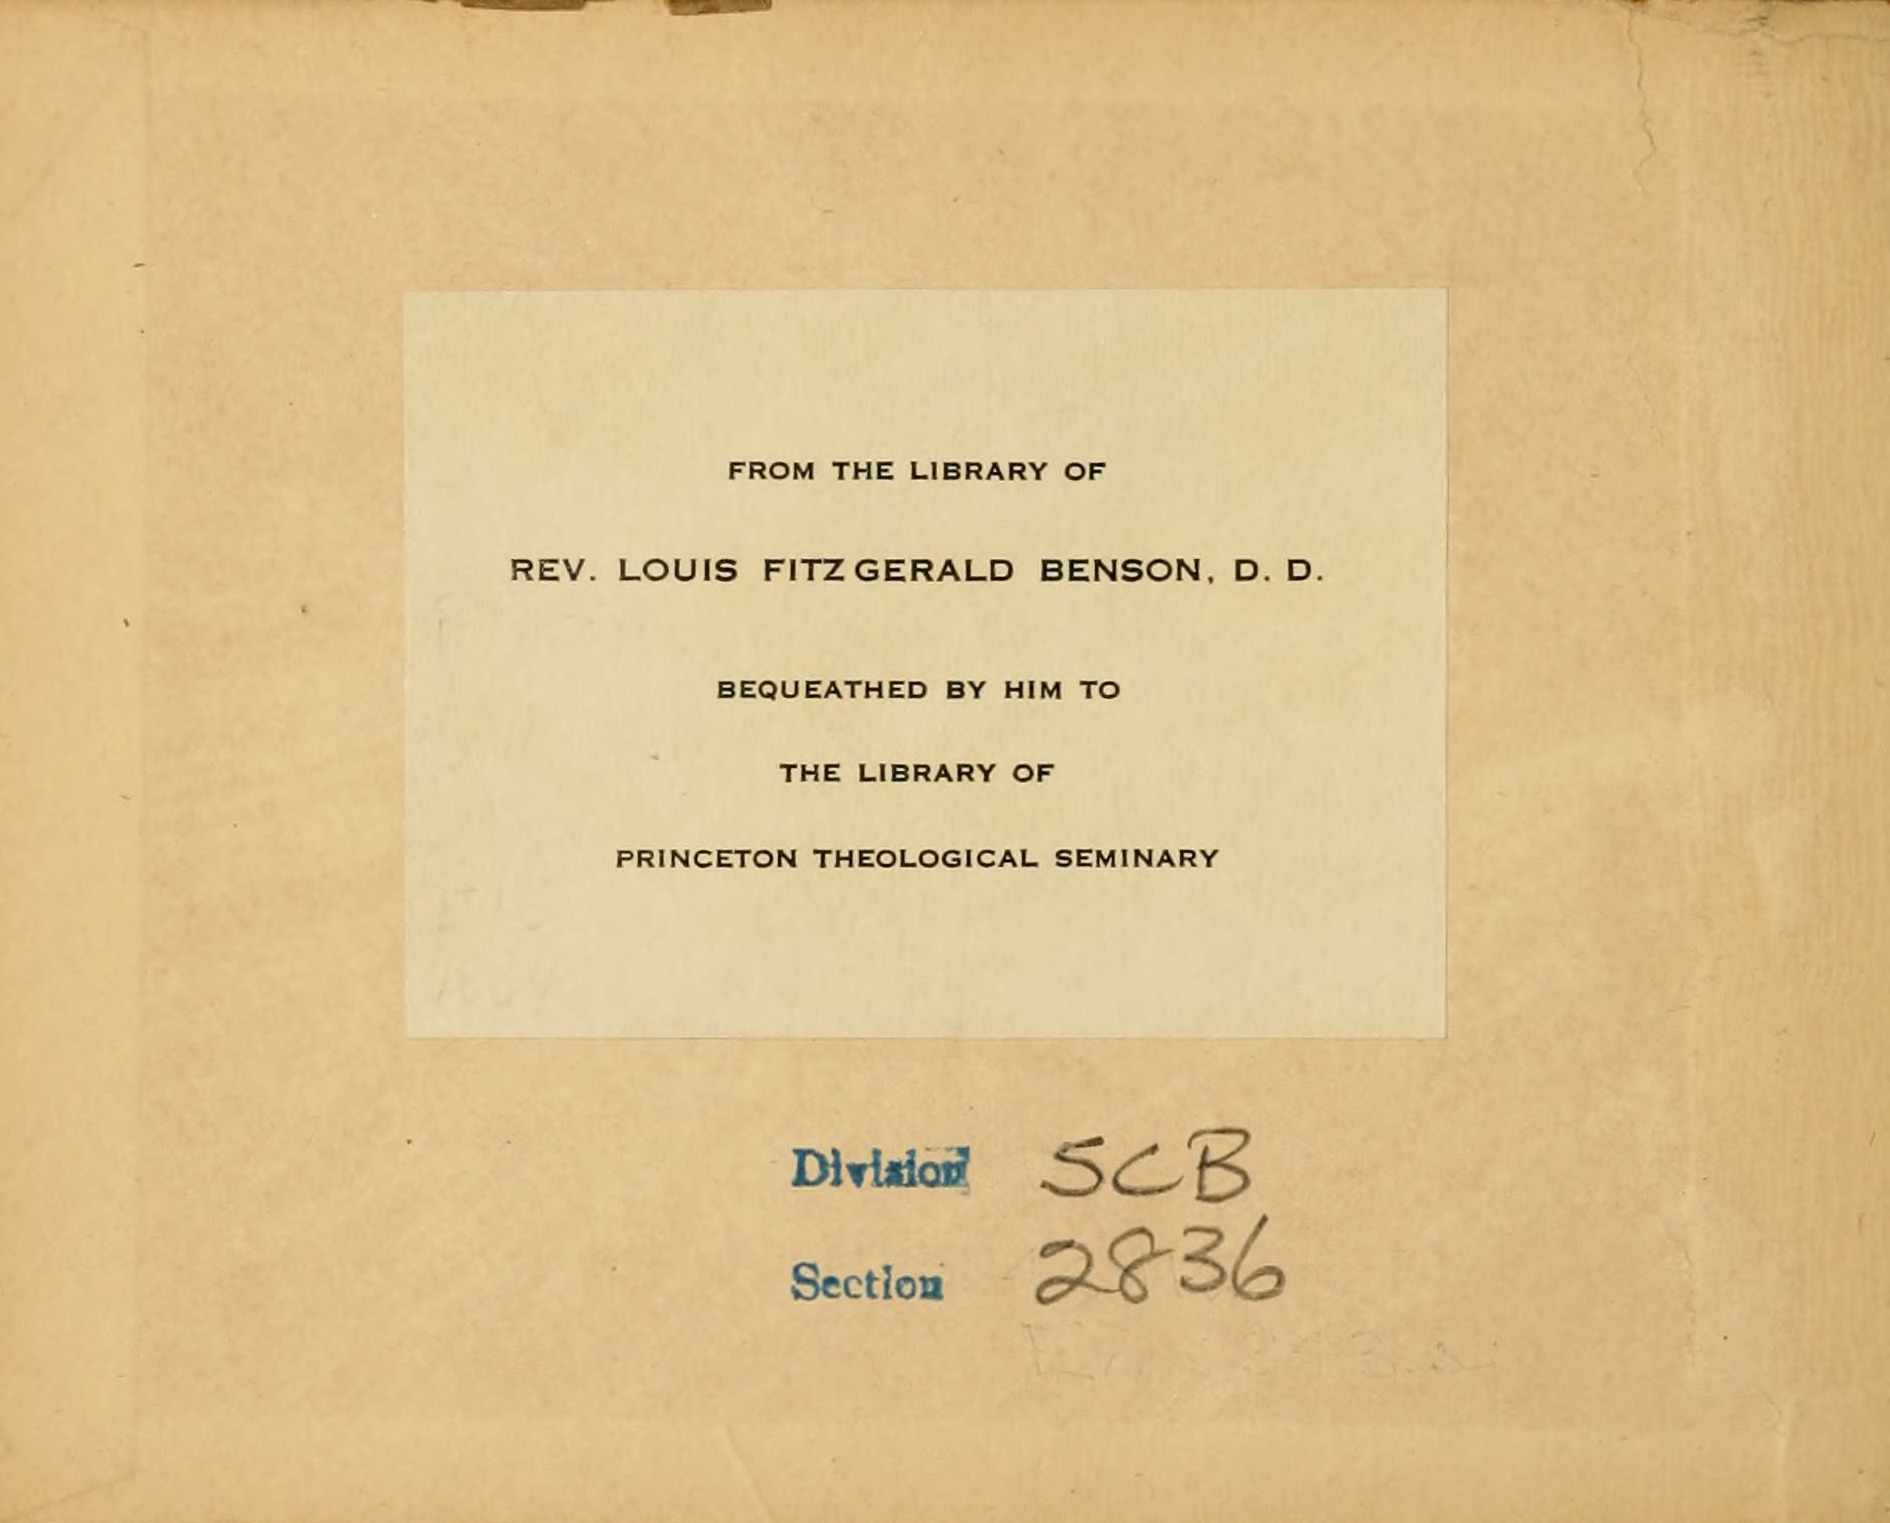 FROM THE LIBRARY OF
REV. LOUIS FITZGERALD BENSON, D. D.
BEQUEATHED BY HIM TO
THE LIBRARY OF
PRINCETON THEOLOGICAL SEMINARY
Division SCB
Section 2836